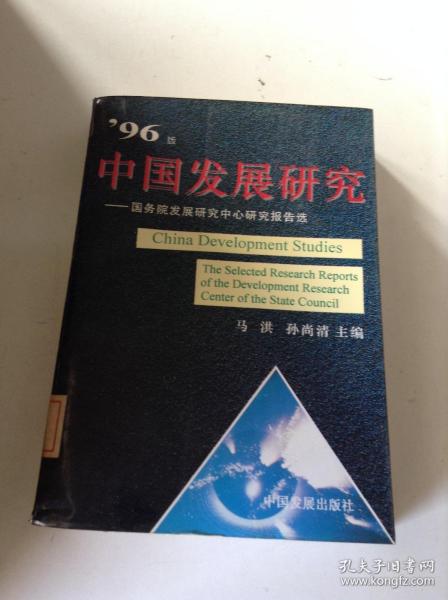 '96 版
中国发展研究
——国务院发展研究中心研究报告选
China Development Studies
The Selected Research Reports
of the Development Research
Center of the State Council
马 洪 孙尚清 主编
中国发展出版社
孔夫子旧书网
www.kongfz.com